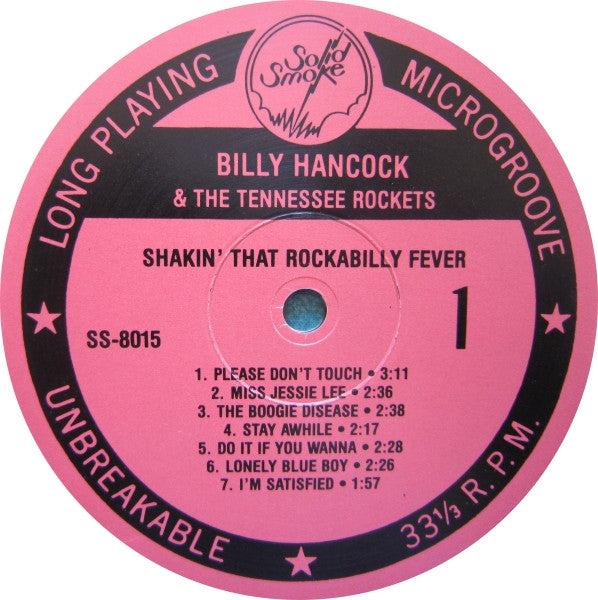 Solid
Smoke
LONG PLAYING
MICROGROOVE
BILLY HANCOCK
& THE TENNESSEE ROCKETS
SHAKIN' THAT ROCKABILLY FEVER
1
SS-8015
1. PLEASE DON'T TOUCH • 3:11
2. MISS JESSIE LEE • 2:36
3. THE BOOGIE DISEASE • 2:38
4. STAY AWHILE • 2:17
5. DO IT IF YOU WANNA • 2:28
6. LONELY BLUE BOY • 2:26
7. I'M SATISFIED • 1:57
UNBREAKABLE
33⅓ R.P.M.